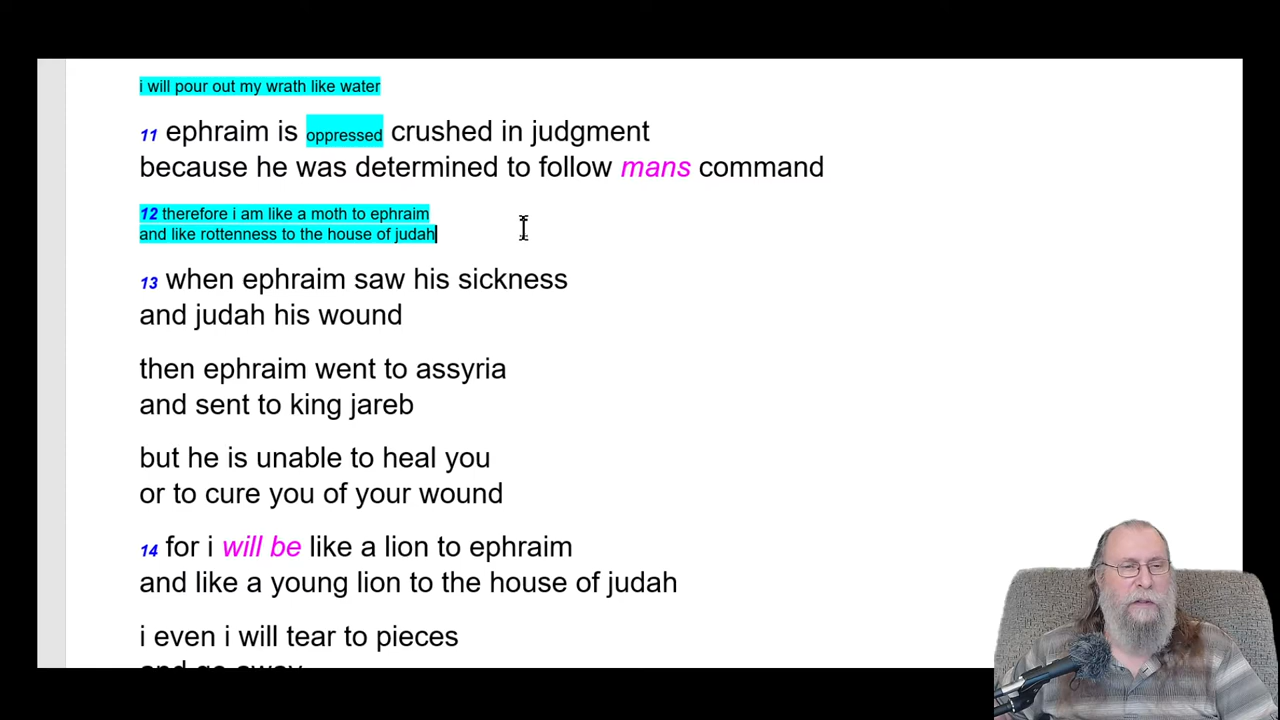 i will pour out my wrath like water
11 ephraim is oppressed crushed in judgment
because he was determined to follow mans command
12 therefore i am like a moth to ephraim
and like rottenness to the house of judah
13 when ephraim saw his sickness
and judah his wound
then ephraim went to assyria
and sent to king jareb
but he is unable to heal you
or to cure you of your wound
14 for i will be like a lion to ephraim
and like a young lion to the house of judah
i even i will tear to pieces
and go away